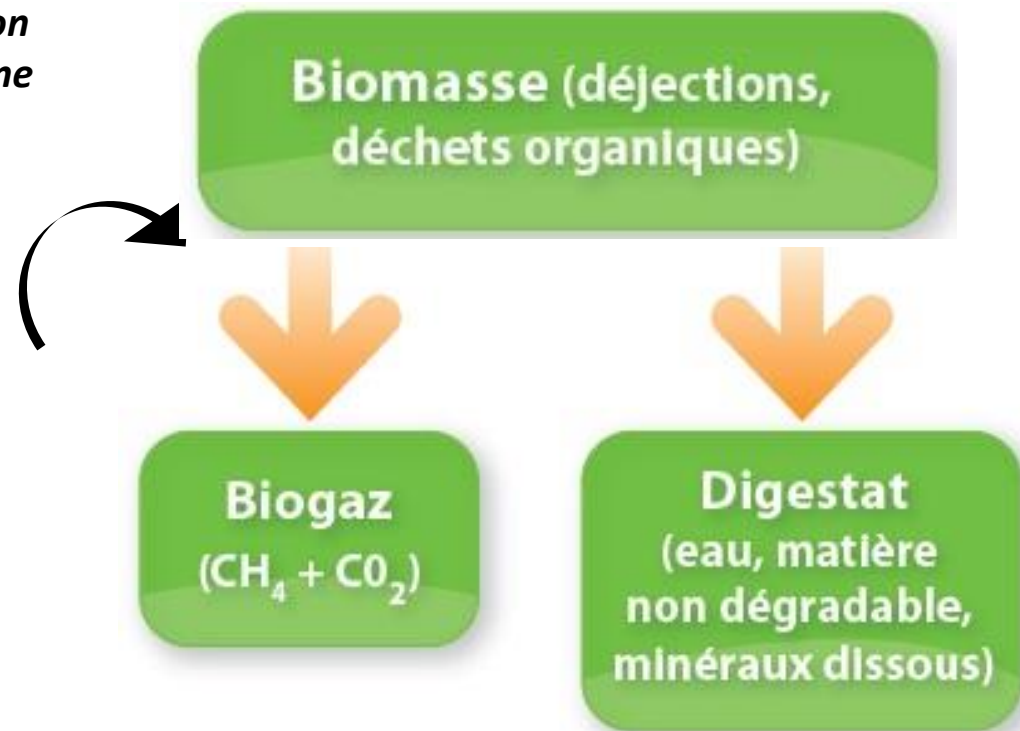 on
ne
Biomasse (déjections,
déchets organiques)
Biogaz
(CH₄ + C0₂)
Digestat
(eau, matière
non dégradable,
minéraux dissous)